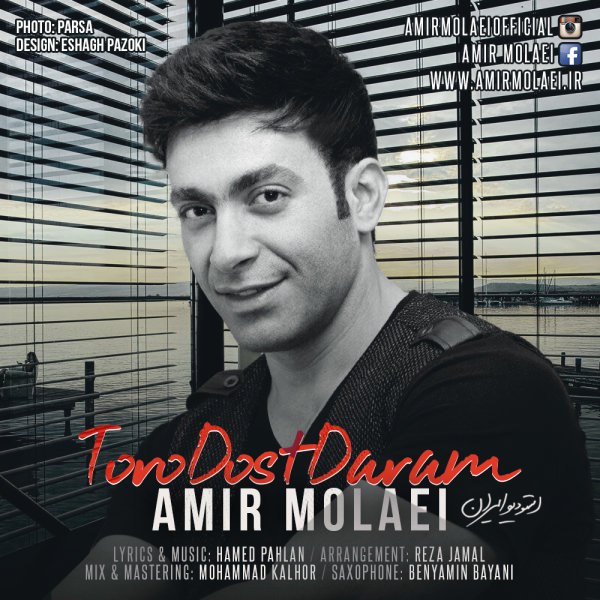 PHOTO: PARSA
DESIGN: ESHAGH PAZOKI
AMIRMOLAEIOFFICIAL
AMIR MOLAEI
WWW.AMIRMOLAEI.IR
ToroDostDaram
AMIR MOLAEI
استودیو ایران
LYRICS & MUSIC: HAMED PAHLAN / ARRANGEMENT: REZA JAMAL
MIX & MASTERING: MOHAMMAD KALHOR / SAXOPHONE: BENYAMIN BAYANI